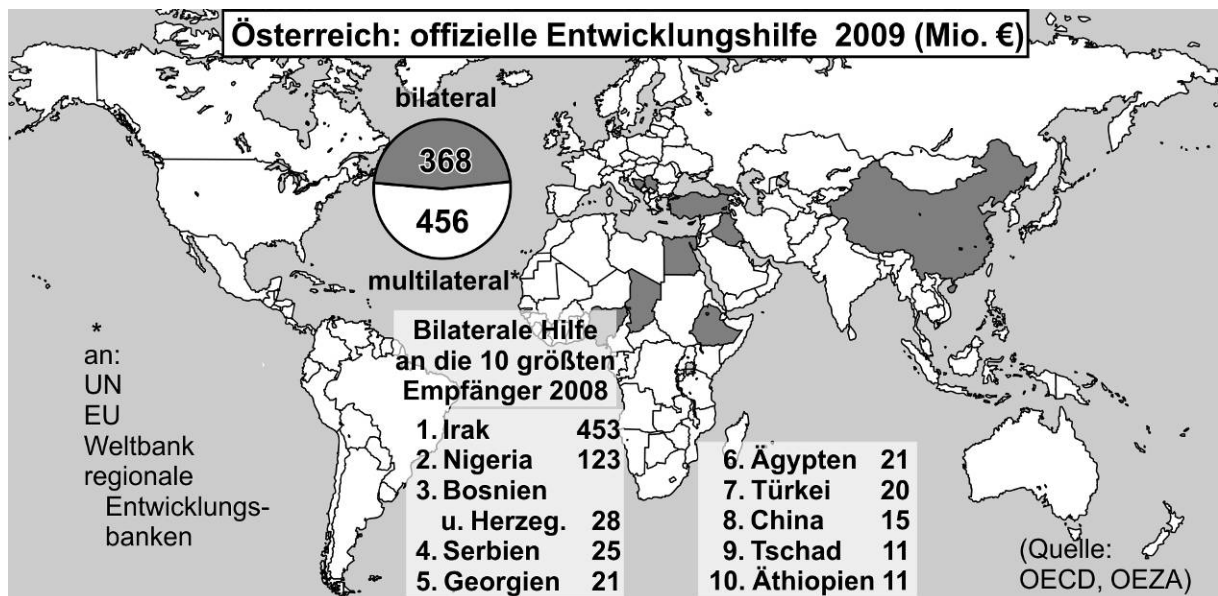 Österreich: offizielle Entwicklungshilfe 2009 (Mio. €)
bilateral
368
456
multilateral*
*
an:
UN
EU
Weltbank
regionale
Entwicklungs-
banken
Bilaterale Hilfe
an die 10 größten
Empfänger 2008
1. Irak 453
2. Nigeria 123
3. Bosnien
u. Herzeg. 28
4. Serbien 25
5. Georgien 21
6. Ägypten 21
7. Türkei 20
8. China 15
9. Tschad 11
10. Äthiopien 11
(Quelle:
OECD, OEZA)